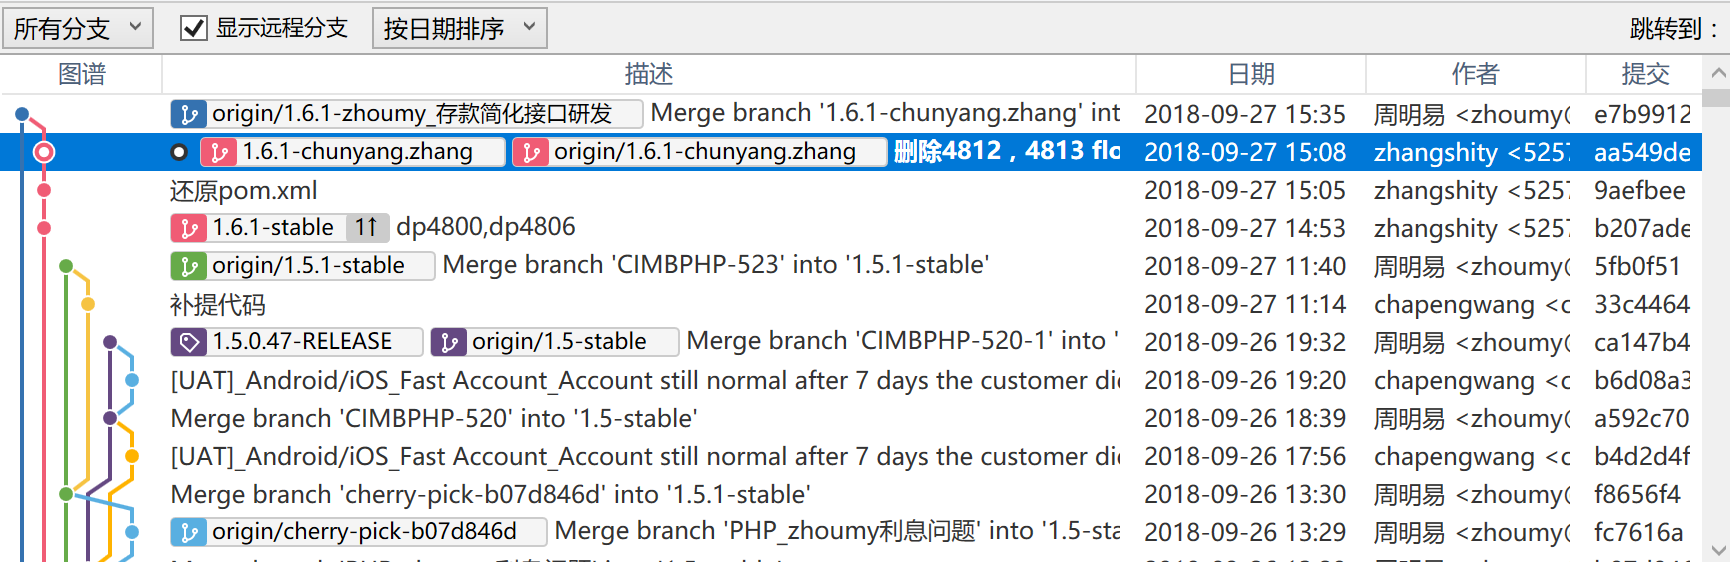 所有分支 显示远程分支 按日期排序 跳转到：
图谱 描述 日期 作者 提交
origin/1.6.1-zhoumy_存款简化接口研发 Merge branch '1.6.1-chunyang.zhang' int 2018-09-27 15:35 周明易 <zhoumy@ e7b9912
1.6.1-chunyang.zhang origin/1.6.1-chunyang.zhang 删除4812，4813 flo 2018-09-27 15:08 zhangshity <5257 aa549de
还原pom.xml 2018-09-27 15:05 zhangshity <5257 9aefbee
1.6.1-stable 1↑ dp4800,dp4806 2018-09-27 14:53 zhangshity <5257 b207ade
origin/1.5.1-stable Merge branch 'CIMBPHP-523' into '1.5.1-stable' 2018-09-27 11:40 周明易 <zhoumy@ 5fb0f51
补提代码 2018-09-27 11:14 chapengwang <c 33c4464
1.5.0.47-RELEASE origin/1.5-stable Merge branch 'CIMBPHP-520-1' into ' 2018-09-26 19:32 周明易 <zhoumy@ ca147b4
[UAT]_Android/iOS_Fast Account_Account still normal after 7 days the customer die 2018-09-26 19:20 chapengwang <c b6d08a3
Merge branch 'CIMBPHP-520' into '1.5-stable' 2018-09-26 18:39 周明易 <zhoumy@ a592c70
[UAT]_Android/iOS_Fast Account_Account still normal after 7 days the customer die 2018-09-26 17:56 chapengwang <c b4d2d4f
Merge branch 'cherry-pick-b07d846d' into '1.5.1-stable' 2018-09-26 13:30 周明易 <zhoumy@ f8656f4
origin/cherry-pick-b07d846d Merge branch 'PHP_zhoumy利息问题' into '1.5-sta 2018-09-26 13:29 周明易 <zhoumy@ fc7616a